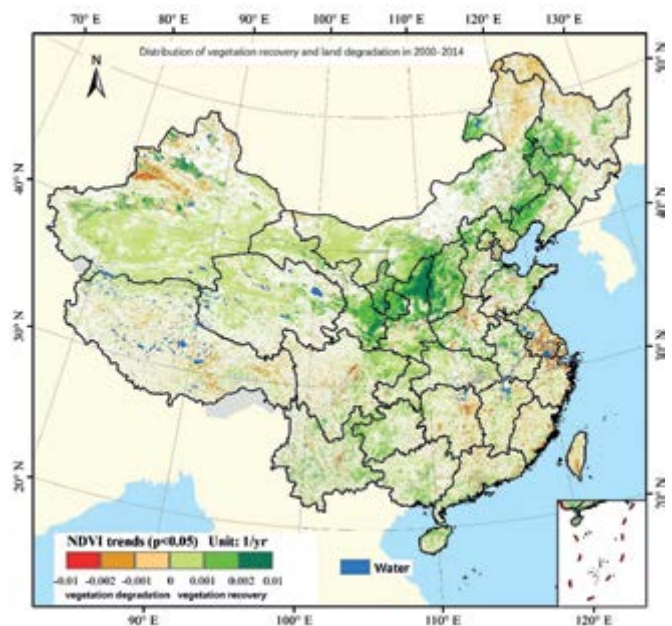 70° E 80° E 90° E 100° E 110° E 120° E 130° E
Distribution of vegetation recovery and land degradation in 2000-2014
N
50° N
40° N
40° N
30° N
30° N
20° N
20° N
NDVI trends (p<0.05) Unit: 1/yr
-0.01 -0.002 -0.001 0 0.001 0.002 0.01
vegetation degradation vegetation recovery
Water
90° E 100° E 110° E 120° E